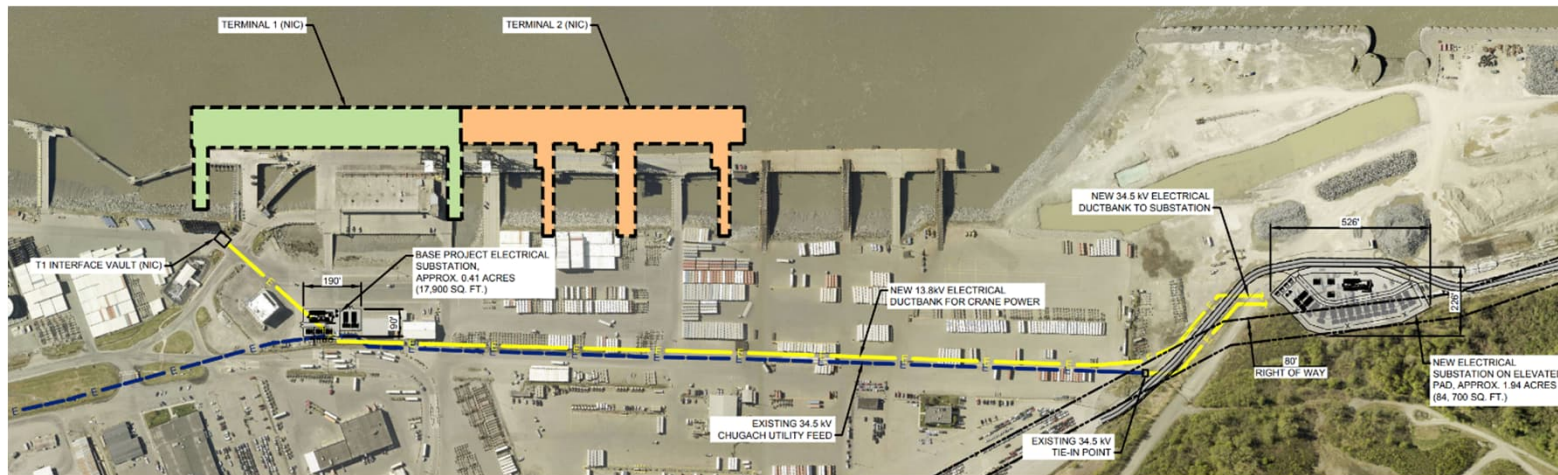 TERMINAL 1 (NIC)
TERMINAL 2 (NIC)
NEW 34.5 kV ELECTRICAL
DUCTBANK TO SUBSTATION
526'
T1 INTERFACE VAULT (NIC)
190'
BASE PROJECT ELECTRICAL
SUBSTATION,
APPROX. 0.41 ACRES
(17,900 SQ. FT.)
90'
NEW 13.8kV ELECTRICAL
DUCTBANK FOR CRANE POWER
226'
80'
RIGHT OF WAY
NEW ELECTRICAL
SUBSTATION ON ELEVATE
PAD, APPROX. 1.94 ACRES
(84, 700 SQ. FT.)
EXISTING 34.5 kV
CHUGACH UTILITY FEED
EXISTING 34.5 kV
TIE-IN POINT